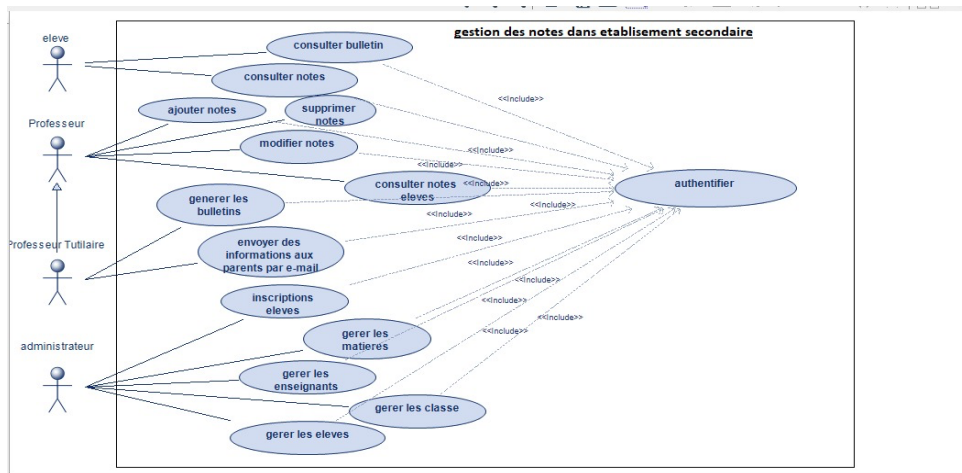 gestion des notes dans etablisement secondaire
eleve
consulter bulletin
consulter notes
<<Include>>
ajouter notes
supprimer
notes
Professeur
modifier notes
<<Include>>
consulter notes
eleves
<<Include>>
authentifier
generer les
bulletins
<<Include>>
<<Include>>
Professeur Tutilaire
envoyer des
informations aux
parents par e-mail
<<Include>>
<<Include>>
inscriptions
eleves
<<Include>>
<<Include>>
administrateur
gerer les
matieres
<<Include>>
gerer les
enseignants
gerer les classe
gerer les eleves